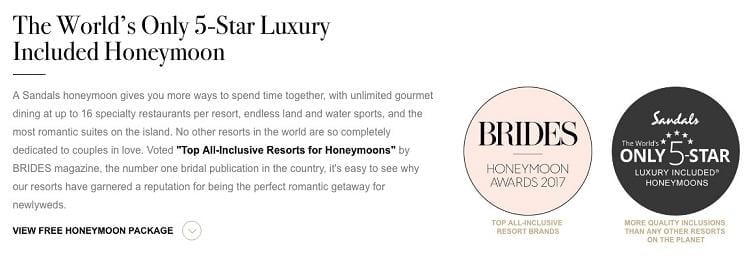 The World's Only 5-Star Luxury
Included Honeymoon
A Sandals honeymoon gives you more ways to spend time together, with unlimited gourmet
dining at up to 16 specialty restaurants per resort, endless land and water sports, and the
most romantic suites on the island. No other resorts in the world are so completely
dedicated to couples in love. Voted "Top All-Inclusive Resorts for Honeymoons" by
BRIDES magazine, the number one bridal publication in the country, it's easy to see why
our resorts have garnered a reputation for being the perfect romantic getaway for
newlyweds.
VIEW FREE HONEYMOON PACKAGE
BRIDES
HONEYMOON
AWARDS 2017
TOP ALL-INCLUSIVE
RESORT BRANDS
Sandals
The World's
ONLY 5-STAR
LUXURY INCLUDED®
HONEYMOONS
MORE QUALITY INCLUSIONS
THAN ANY OTHER RESORTS
ON THE PLANET